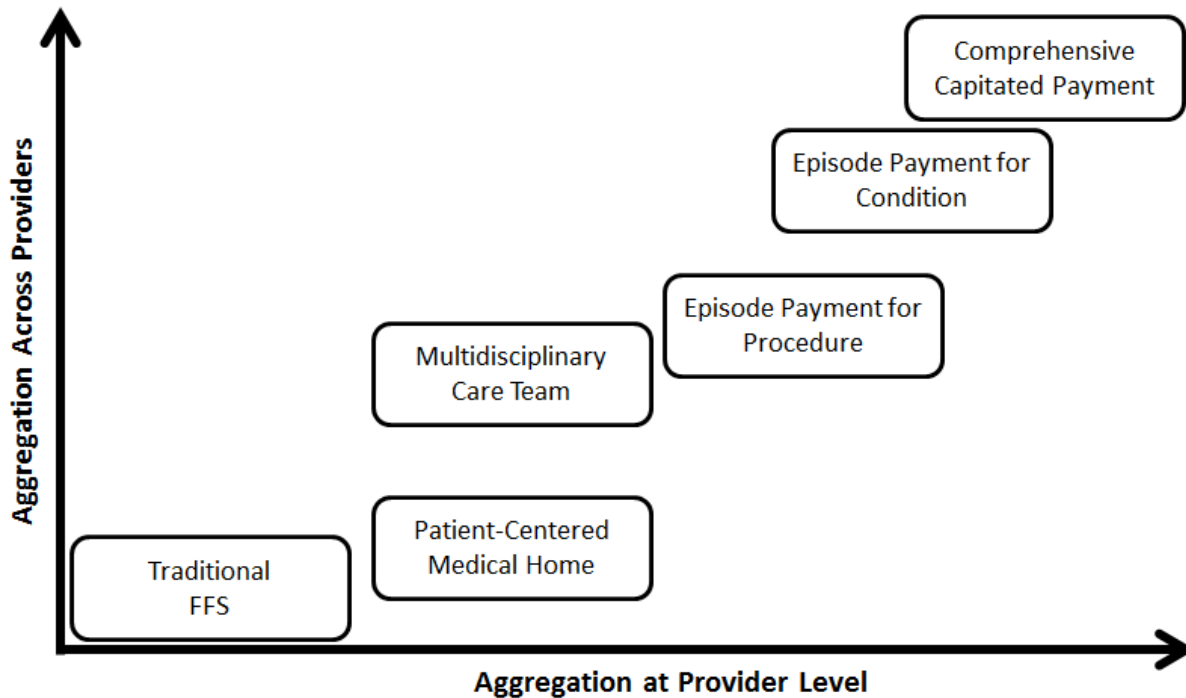 Comprehensive
Capitated Payment
Episode Payment for
Condition
Episode Payment for
Procedure
Multidisciplinary
Care Team
Patient-Centered
Medical Home
Traditional
FFS
Aggregation Across Providers
Aggregation at Provider Level